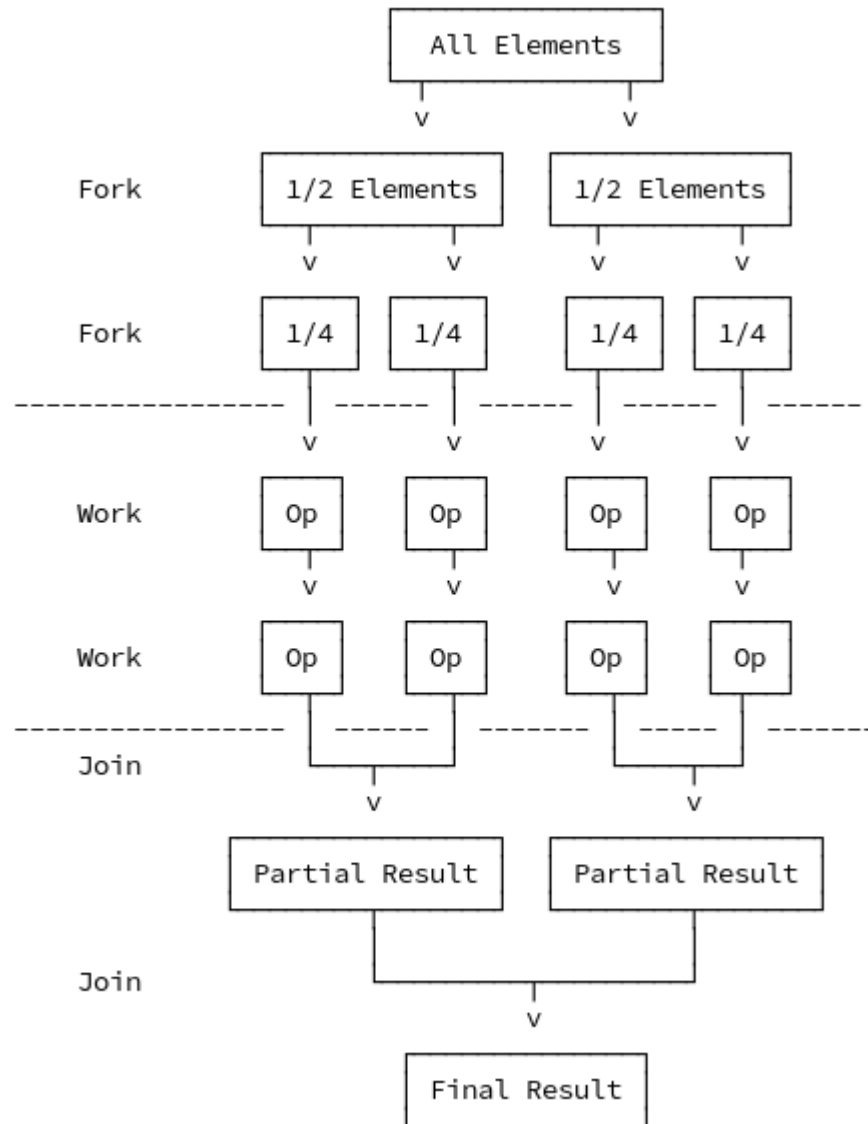 All Elements
v v
Fork 1/2 Elements 1/2 Elements
v v v v
Fork 1/4 1/4 1/4 1/4
v v v v
Work Op Op Op Op
v v v v
Work Op Op Op Op
Join
v v
Partial Result Partial Result
Join
v
Final Result